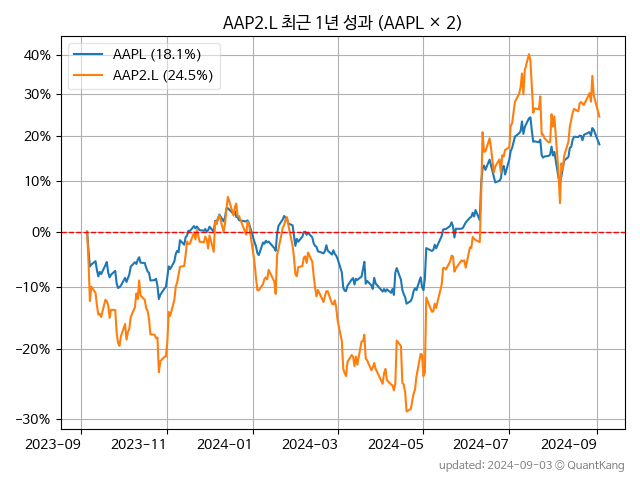 AAP2.L 최근 1년 성과 (AAPL × 2)
AAPL (18.1%)
AAP2.L (24.5%)
40%
30%
20%
10%
0%
−10%
−20%
−30%
2023-09 2023-11 2024-01 2024-03 2024-05 2024-07 2024-09
updated: 2024-09-03 © QuantKang